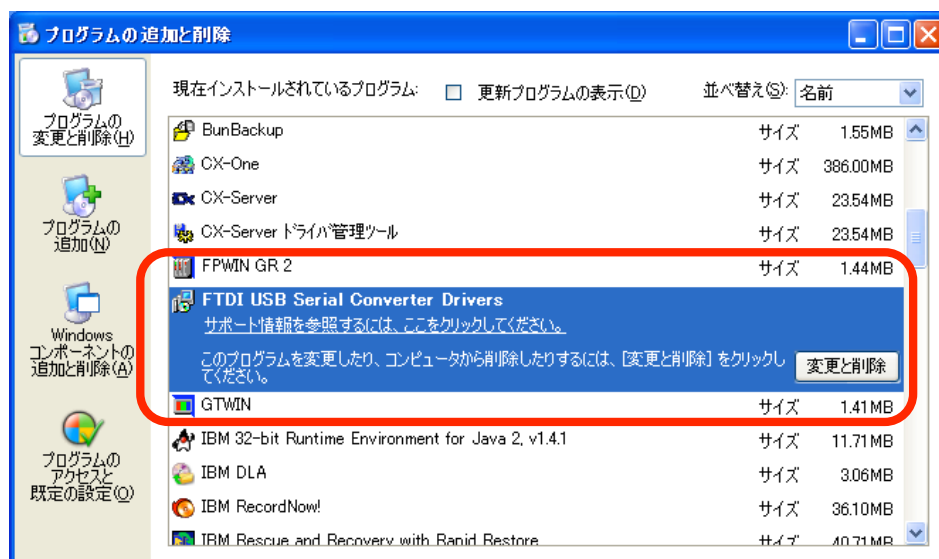 プログラムの追加と削除
現在インストールされているプログラム:
更新プログラムの表示(D)
並べ替え(S):
名前
プログラムの
変更と削除(H)
プログラムの
追加(N)
Windows
コンポーネントの
追加と削除(A)
プログラムの
アクセスと
既定の設定(O)
BunBackup サイズ 1.55MB
CX-One サイズ 386.00MB
CX-Server サイズ 23.54MB
CX-Server ドライバ管理ツール サイズ 23.54MB
FPWIN GR 2 サイズ 1.44MB
FTDI USB Serial Converter Drivers
サポート情報を参照するには、ここをクリックしてください。
このプログラムを変更したり、コンピュータから削除したりするには、[変更と削除] をクリックし
てください。
変更と削除
GTWIN サイズ 1.41MB
IBM 32-bit Runtime Environment for Java 2, v1.4.1 サイズ 11.71MB
IBM DLA サイズ 3.06MB
IBM RecordNow! サイズ 36.10MB
IBM Rescue and Recovery with Rapid Restore サイズ 40.71MB